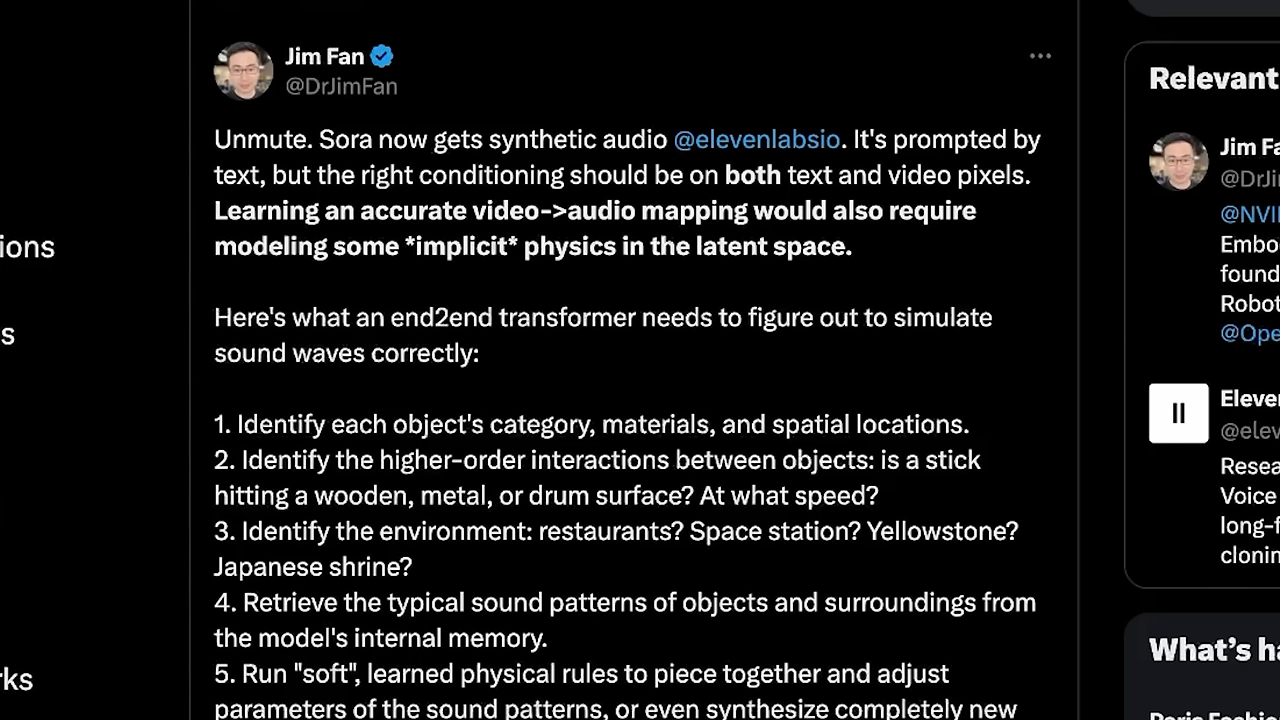 Jim Fan
@DrJimFan
Unmute. Sora now gets synthetic audio @elevenlabsio. It's prompted by
text, but the right conditioning should be on both text and video pixels.
Learning an accurate video->audio mapping would also require
modeling some *implicit* physics in the latent space.
Here's what an end2end transformer needs to figure out to simulate
sound waves correctly:
1. Identify each object's category, materials, and spatial locations.
2. Identify the higher-order interactions between objects: is a stick
hitting a wooden, metal, or drum surface? At what speed?
3. Identify the environment: restaurants? Space station? Yellowstone?
Japanese shrine?
4. Retrieve the typical sound patterns of objects and surroundings from
the model's internal memory.
5. Run "soft", learned physical rules to piece together and adjust
parameters of the sound patterns, or even synthesize completely new
ions
s
rks
Relevant
Jim Fa
@DrJi
@NVI
Embo
found
Robot
@Ope
Eleve
@elev
Resea
Voice
long-f
clonin
What's ha